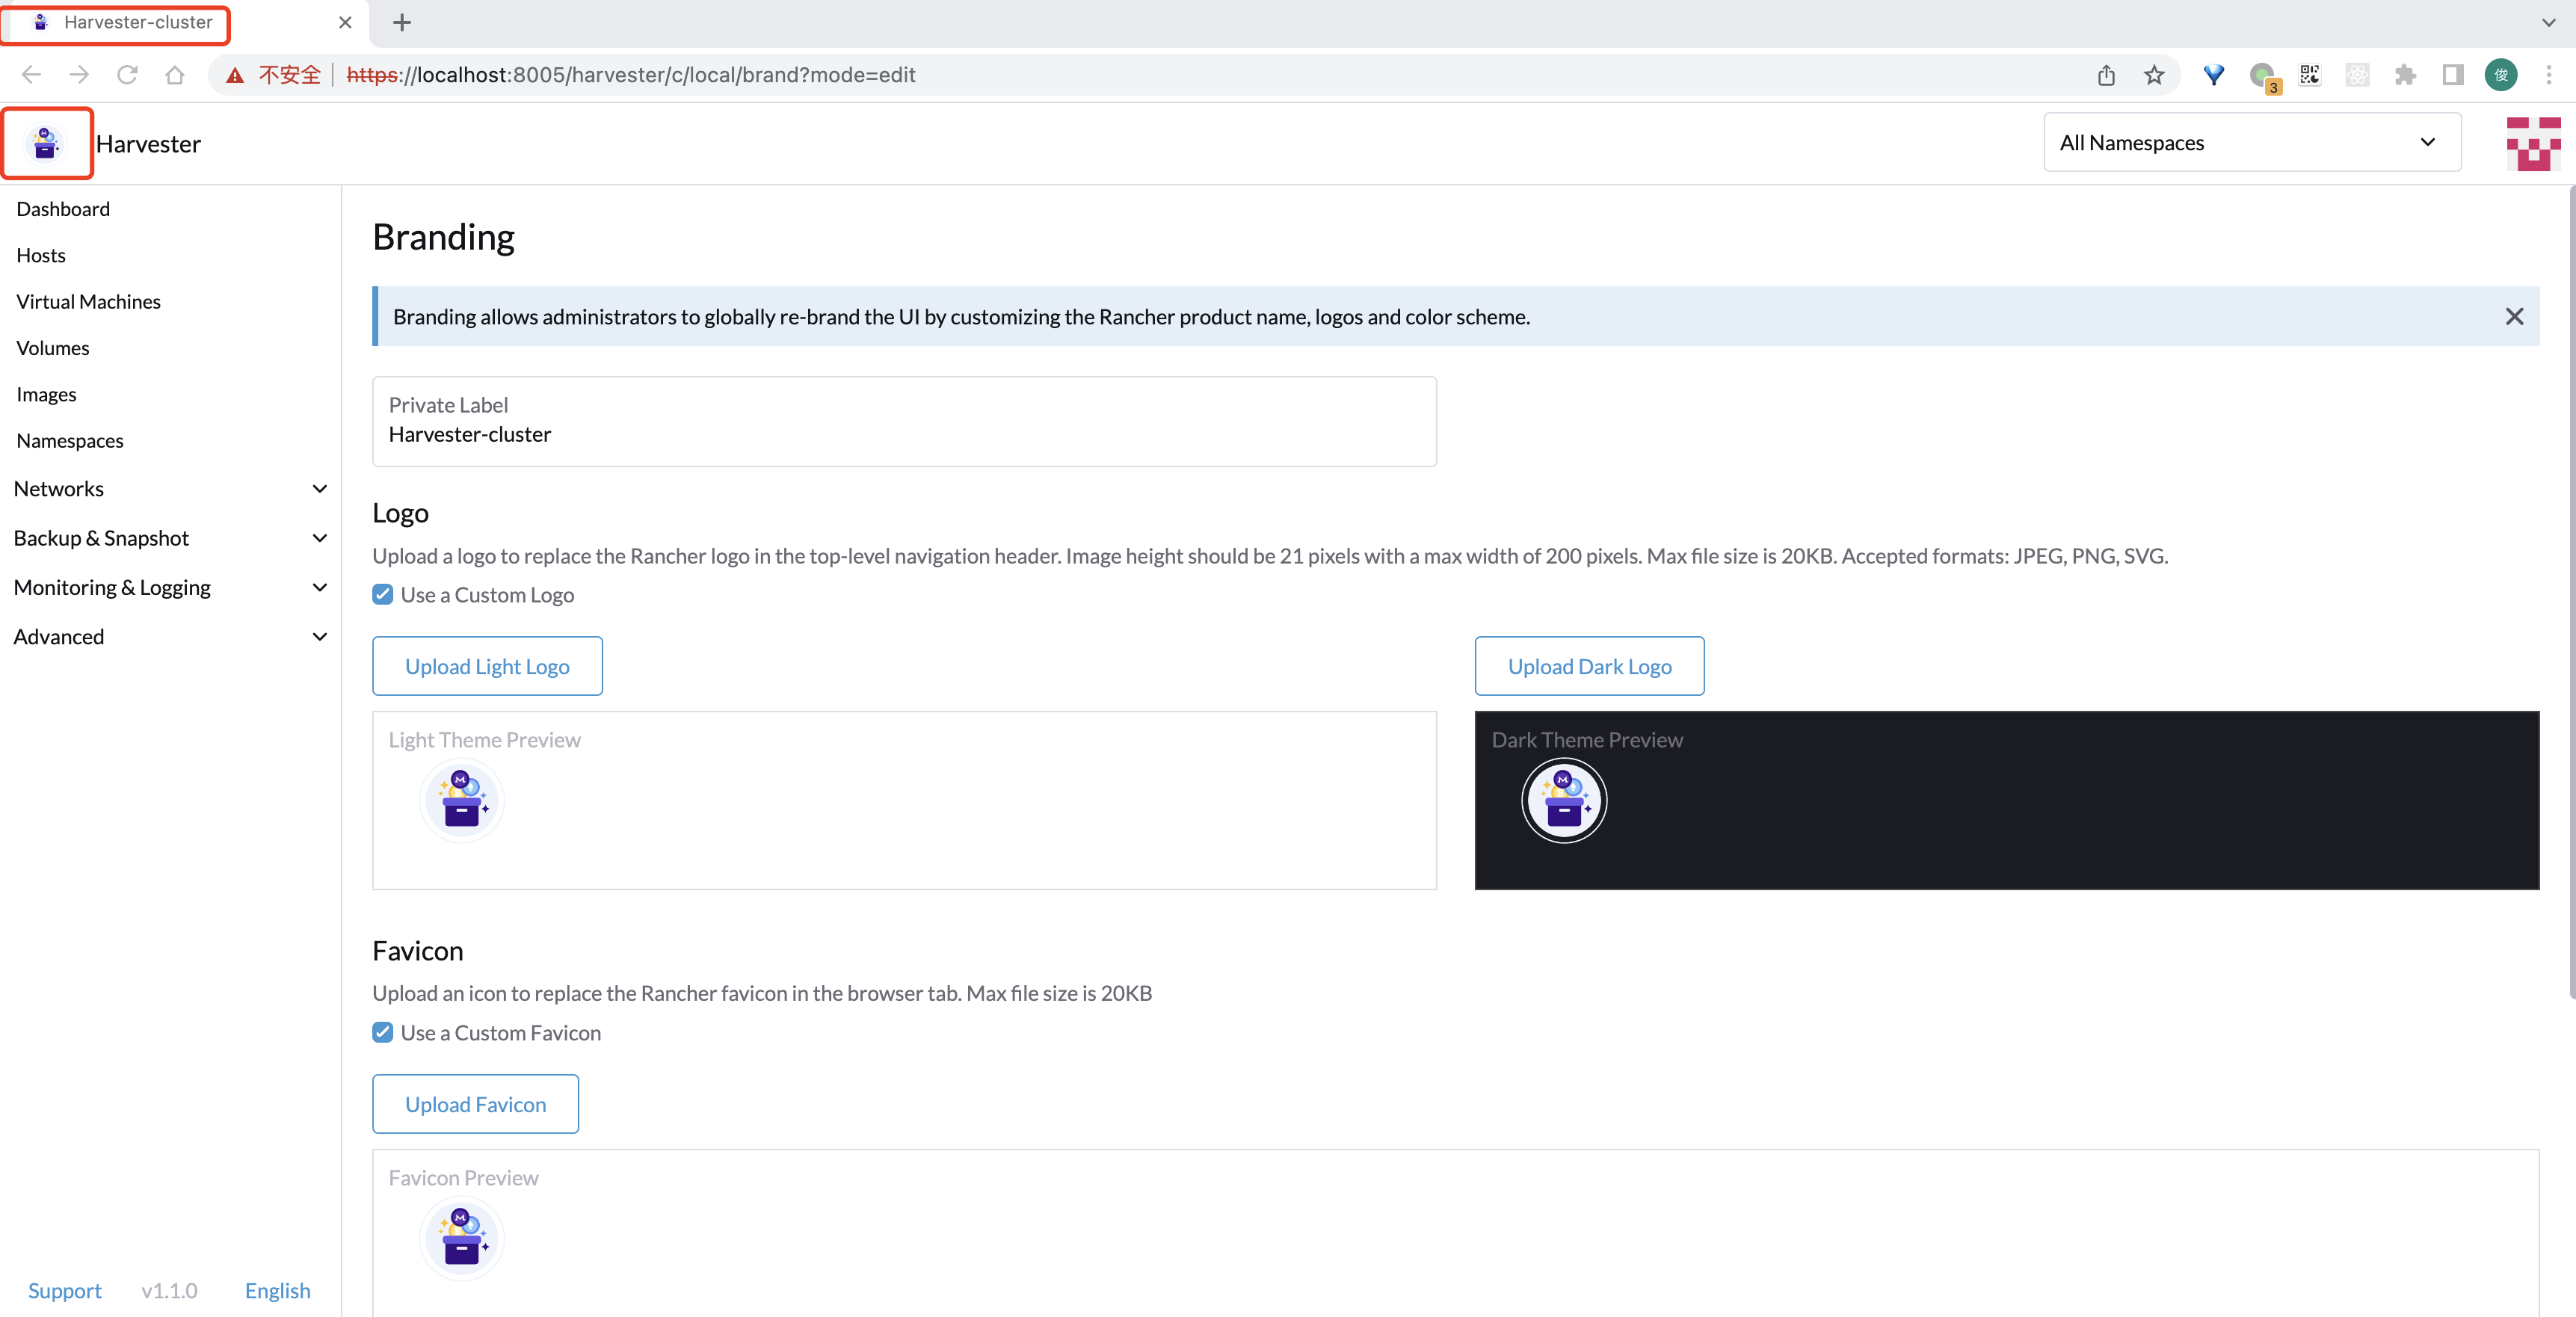 Harvester-cluster
不安全 https://localhost:8005/harvester/c/local/brand?mode=edit
3
俊
Harvester
All Namespaces
Dashboard
Hosts
Virtual Machines
Volumes
Images
Namespaces
Networks
Backup & Snapshot
Monitoring & Logging
Advanced
Support v1.1.0 English
Branding
Branding allows administrators to globally re-brand the UI by customizing the Rancher product name, logos and color scheme.
Private Label
Harvester-cluster
Logo
Upload a logo to replace the Rancher logo in the top-level navigation header. Image height should be 21 pixels with a max width of 200 pixels. Max file size is 20KB. Accepted formats: JPEG, PNG, SVG.
Use a Custom Logo
Upload Light Logo
Upload Dark Logo
Light Theme Preview
Dark Theme Preview
Favicon
Upload an icon to replace the Rancher favicon in the browser tab. Max file size is 20KB
Use a Custom Favicon
Upload Favicon
Favicon Preview